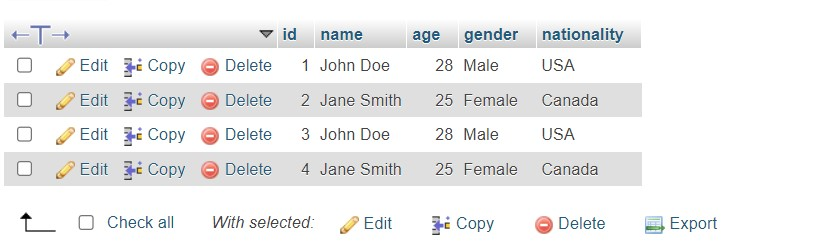 id name age gender nationality
Edit Copy Delete 1 John Doe 28 Male USA
Edit Copy Delete 2 Jane Smith 25 Female Canada
Edit Copy Delete 3 John Doe 28 Male USA
Edit Copy Delete 4 Jane Smith 25 Female Canada
Check all With selected: Edit Copy Delete Export